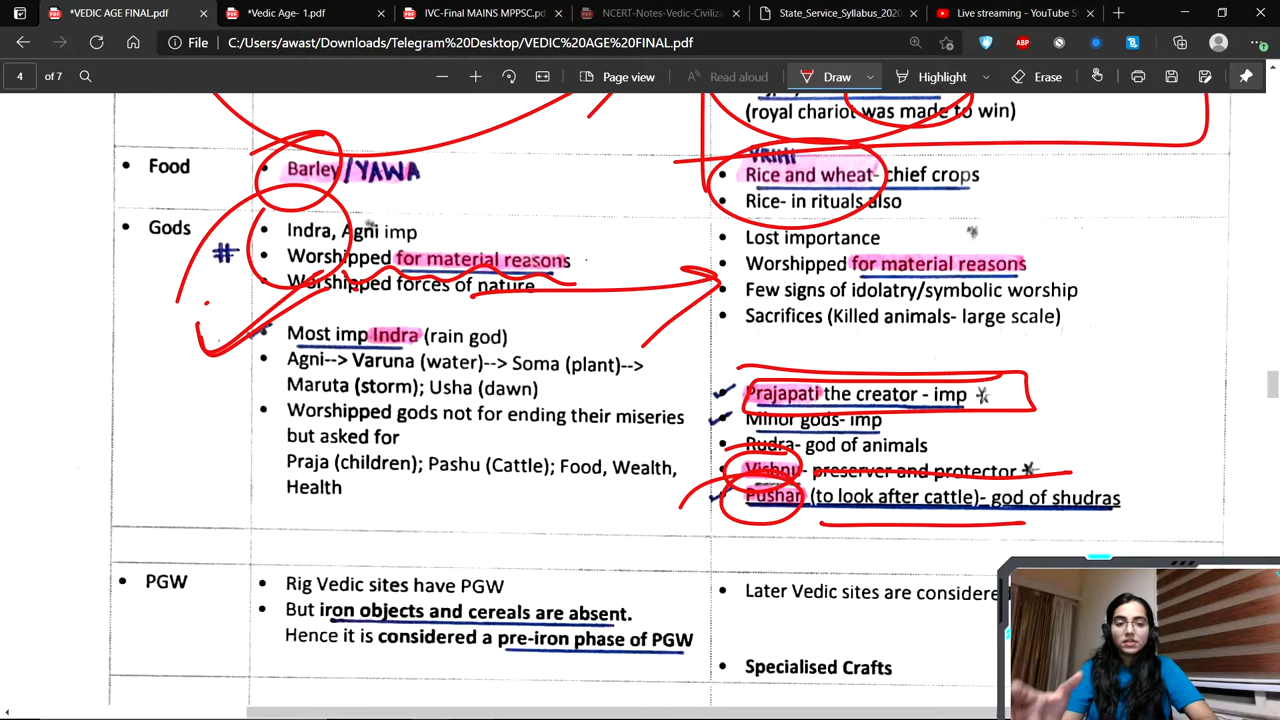 *VEDIC AGE FINAL.pdf
*Vedic Age- 1.pdf
IVC-Final MAINS MPPSC.pdf
NCERT-Notes-Vedic-Civiliza
State_Service_Syllabus_2020
Live streaming - YouTube S
File C:/Users/awast/Downloads/Telegram%20Desktop/VEDIC%20AGE%20FINAL.pdf
4 of 7
Page view
Read aloud
Draw
Highlight
Erase
(royal chariot was made to win)
• Food
• Barley/YAWA
VRIHI
• Rice and wheat- chief crops
• Rice- in rituals also
• Gods
#
• Indra, Agni imp
• Worshipped for material reasons
• Worshipped forces of nature
• Most imp Indra (rain god)
• Agni--> Varuna (water)--> Soma (plant)-->
Maruta (storm); Usha (dawn)
• Worshipped gods not for ending their miseries
but asked for
Praja (children); Pashu (Cattle); Food, Wealth,
Health
• Lost importance
• Worshipped for material reasons
• Few signs of idolatry/symbolic worship
• Sacrifices (Killed animals- large scale)
• Prajapati the creator - imp
• Minor gods- imp
• Rudra- god of animals
• Vishnu - preserver and protector
• Pushan (to look after cattle)- god of shudras
• PGW
• Rig Vedic sites have PGW
• But iron objects and cereals are absent.
Hence it is considered a pre-iron phase of PGW
• Later Vedic sites are considere
• Specialised Crafts